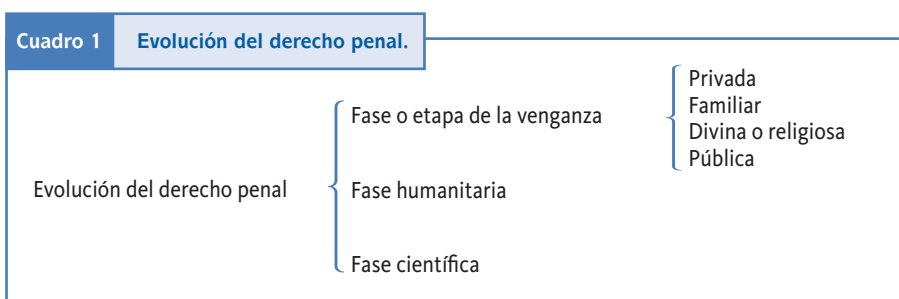 Cuadro 1 Evolución del derecho penal.
Privada
Familiar
Divina o religiosa
Pública
Fase o etapa de la venganza
Evolución del derecho penal
Fase humanitaria
Fase científica